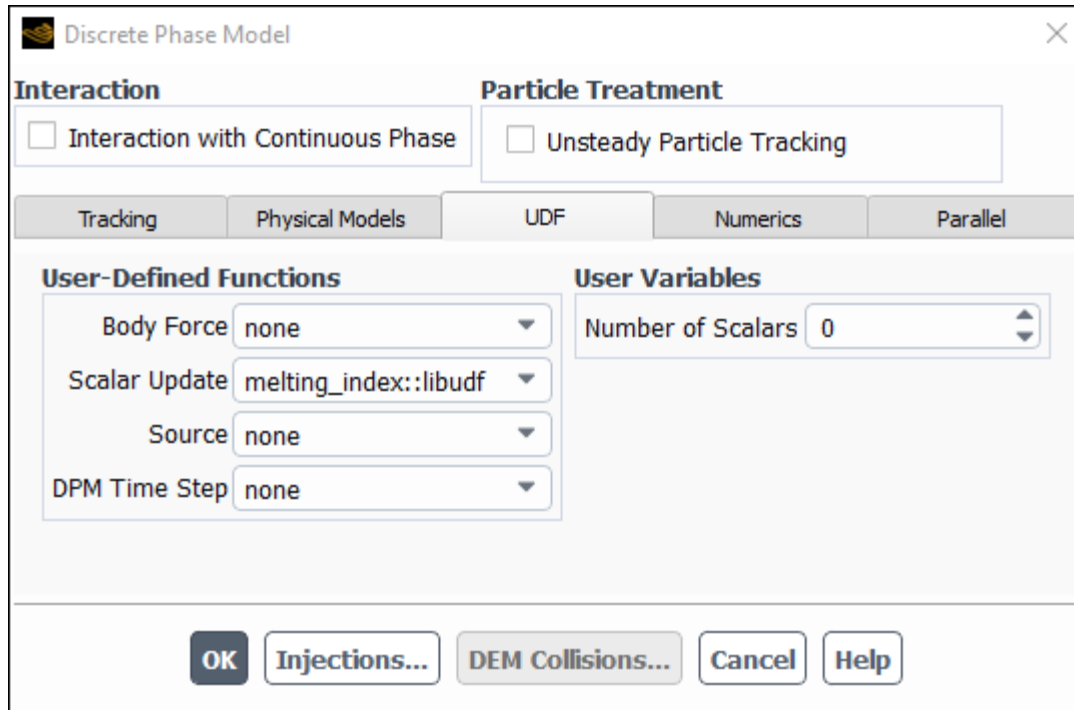 Discrete Phase Model
Interaction
Particle Treatment
Interaction with Continuous Phase
Unsteady Particle Tracking
Tracking
Physical Models
UDF
Numerics
Parallel
User-Defined Functions
User Variables
Body Force none
Number of Scalars 0
Scalar Update melting_index::libudf
Source none
DPM Time Step none
OK
Injections...
DEM Collisions...
Cancel
Help